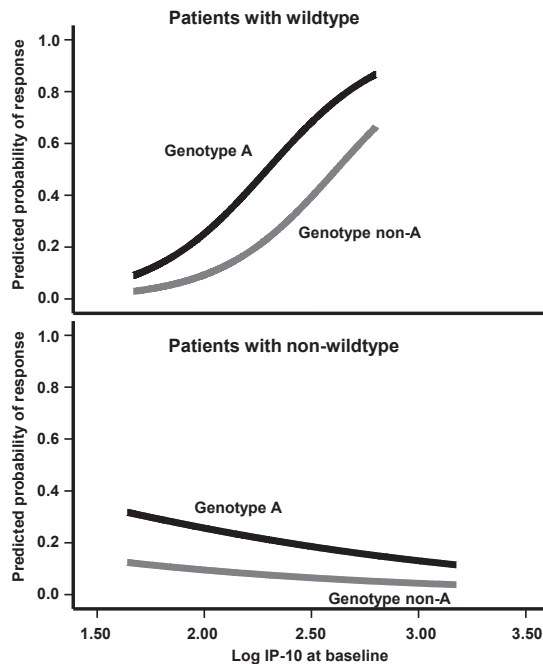 Patients with wildtype
Predicted probability of response
1.0
0.8
0.6
0.4
0.2
0.0
Genotype A
Genotype non-A
Patients with non-wildtype
Predicted probability of response
1.0
0.8
0.6
0.4
0.2
0.0
Genotype A
Genotype non-A
1.50 2.00 2.50 3.00 3.50
Log IP-10 at baseline